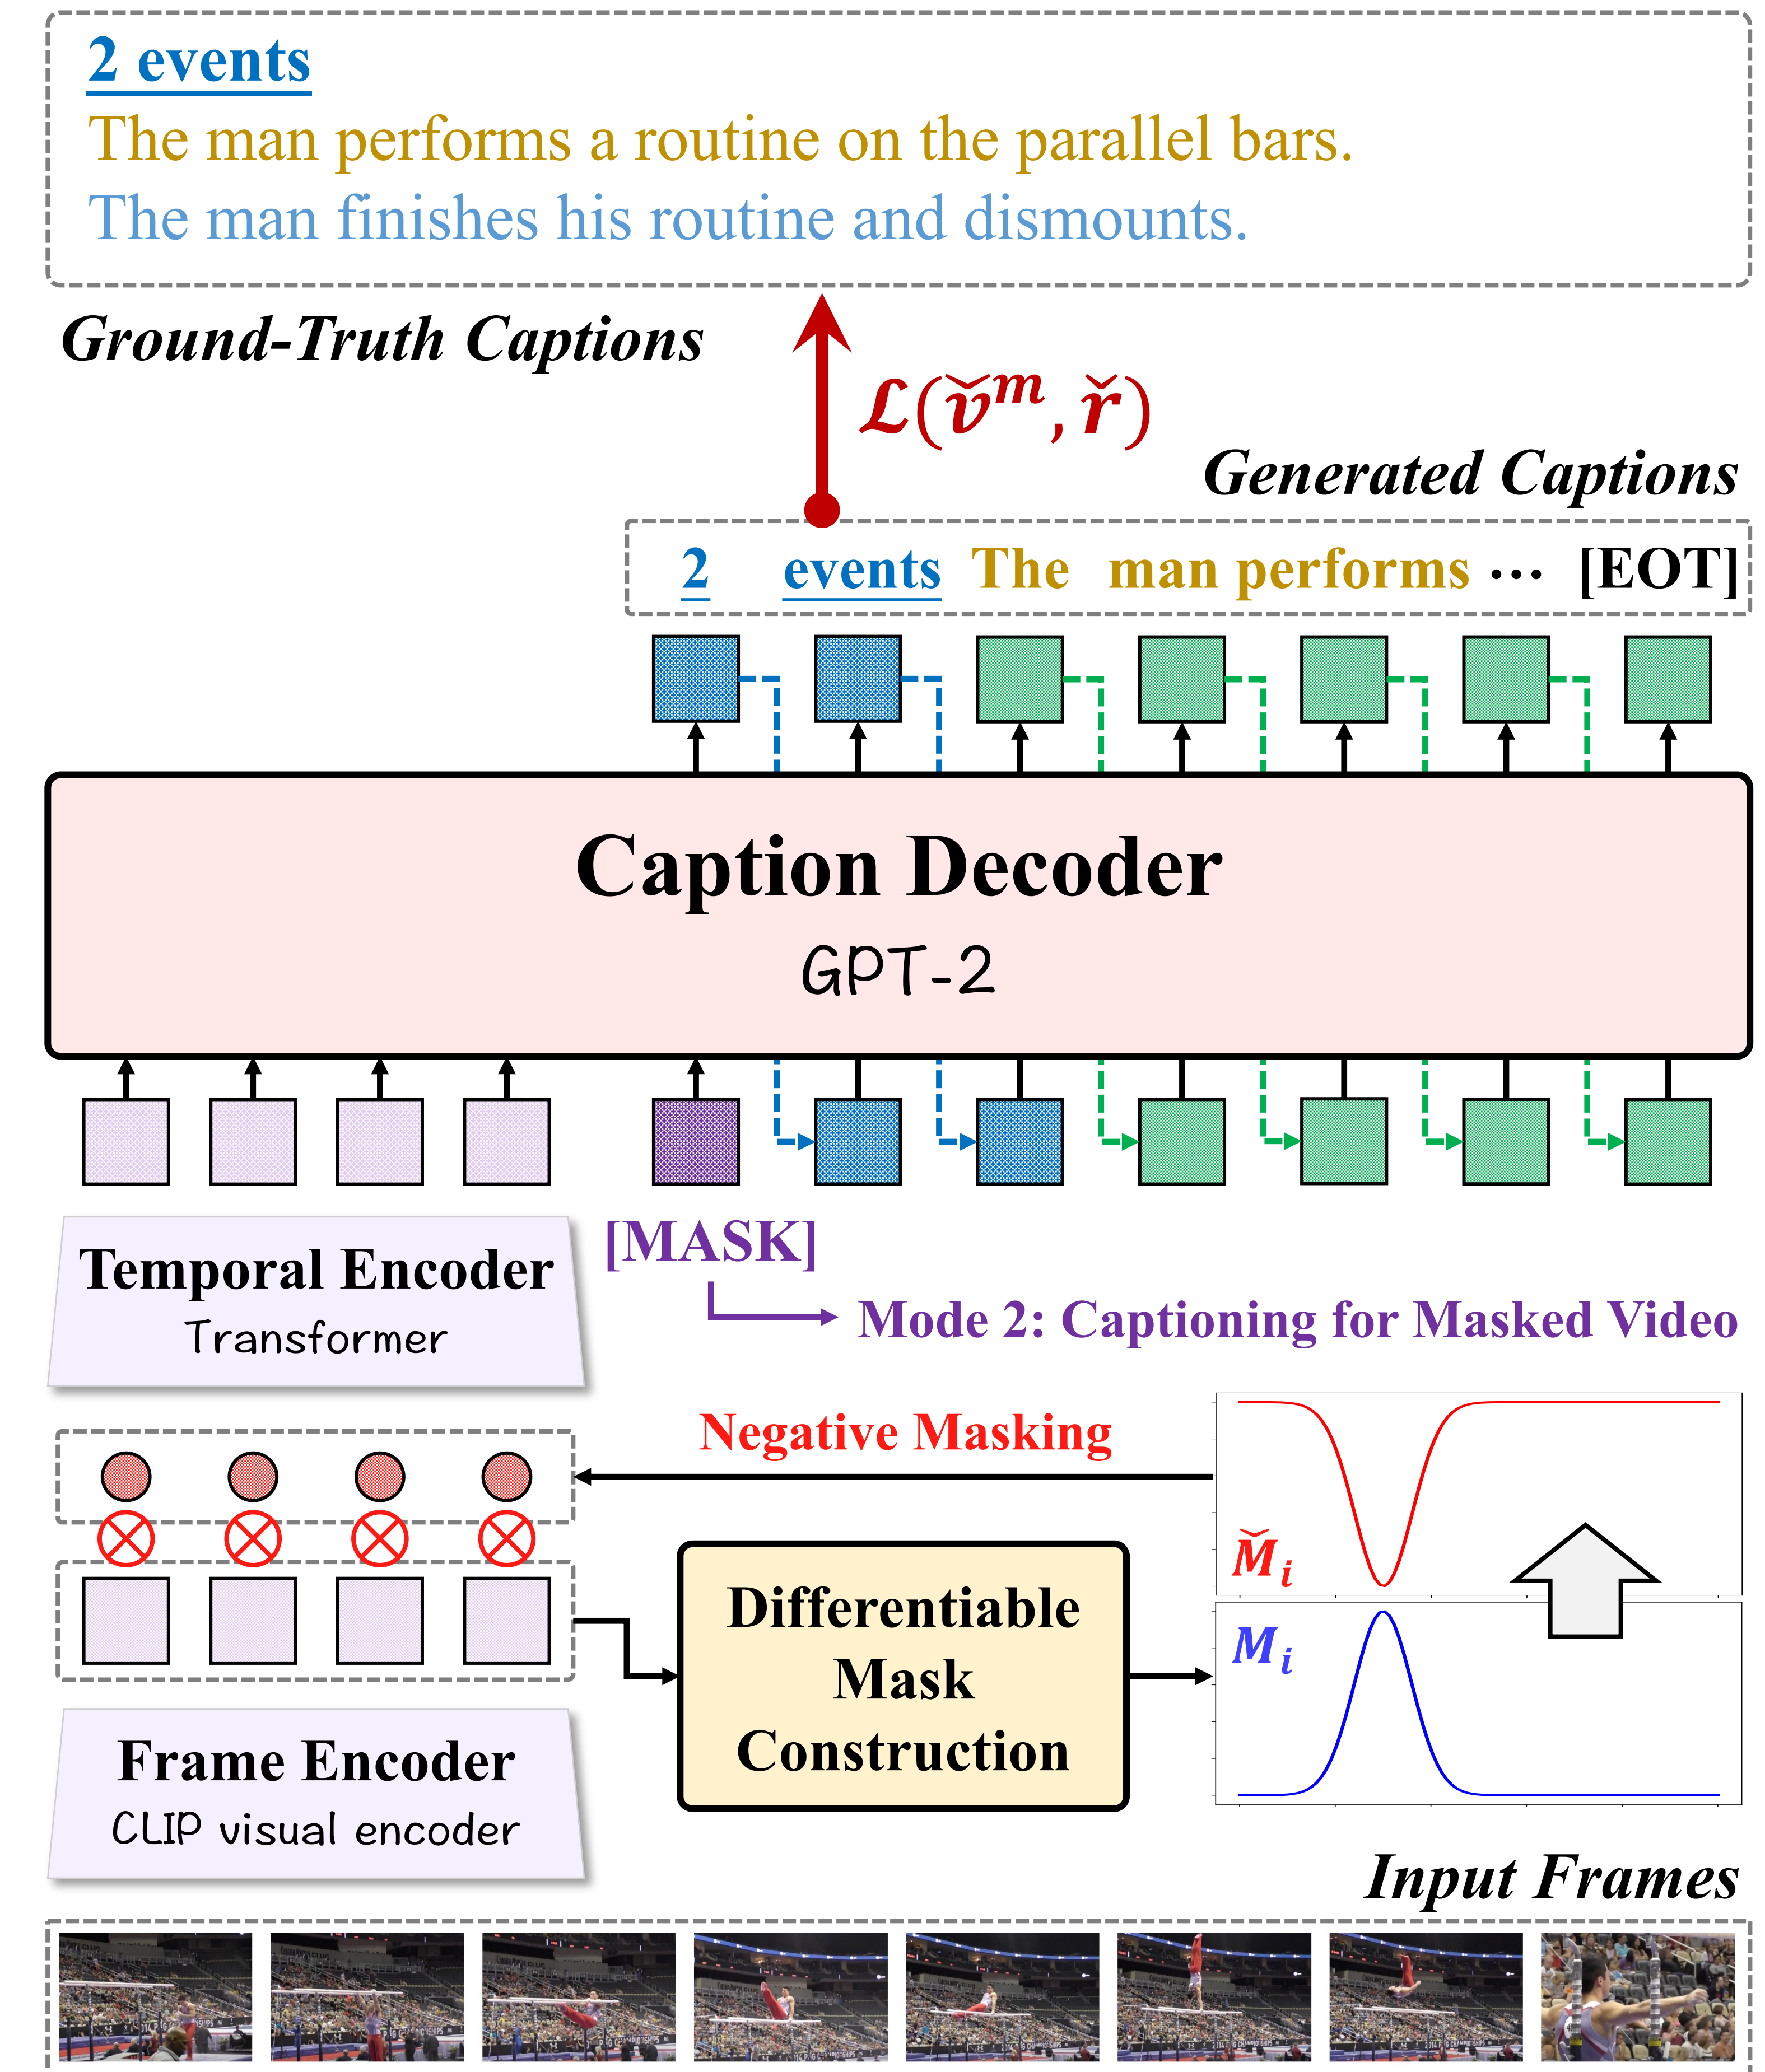 2 events
The man performs a routine on the parallel bars.
The man finishes his routine and dismounts.
Ground-Truth Captions
ℒ(v̌ᵐ, ř)
Generated Captions
2 events The man performs ··· [EOT]
Caption Decoder
GPT-2
Temporal Encoder
Transformer
[MASK]
Mode 2: Captioning for Masked Video
Negative Masking
M̌ᵢ
Differentiable
Mask
Construction
Mᵢ
Frame Encoder
CLIP visual encoder
Input Frames